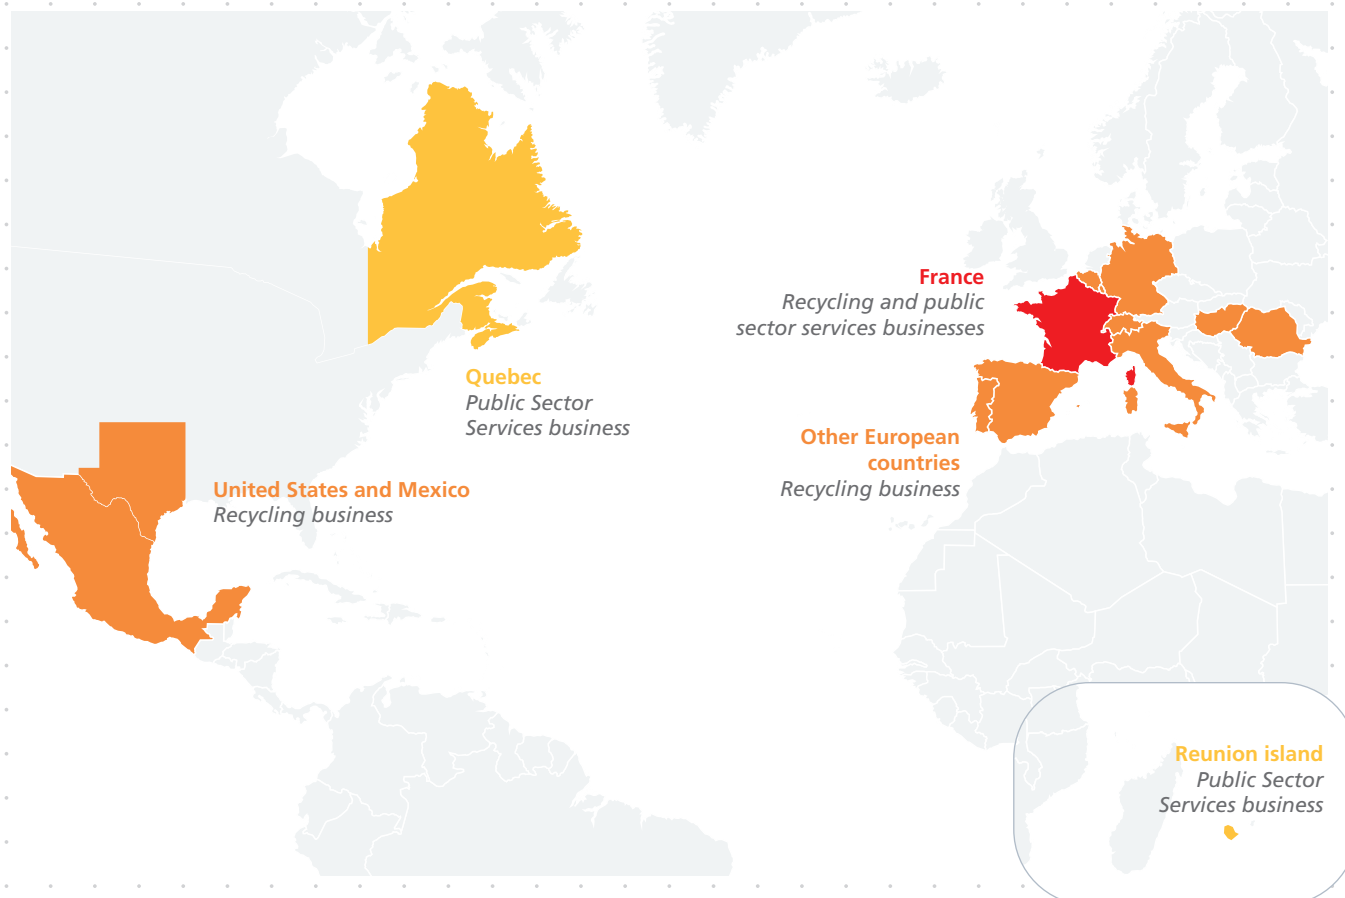 France
Recycling and public
sector services businesses
Quebec
Public Sector
Services business
Other European
countries
Recycling business
United States and Mexico
Recycling business
Reunion island
Public Sector
Services business